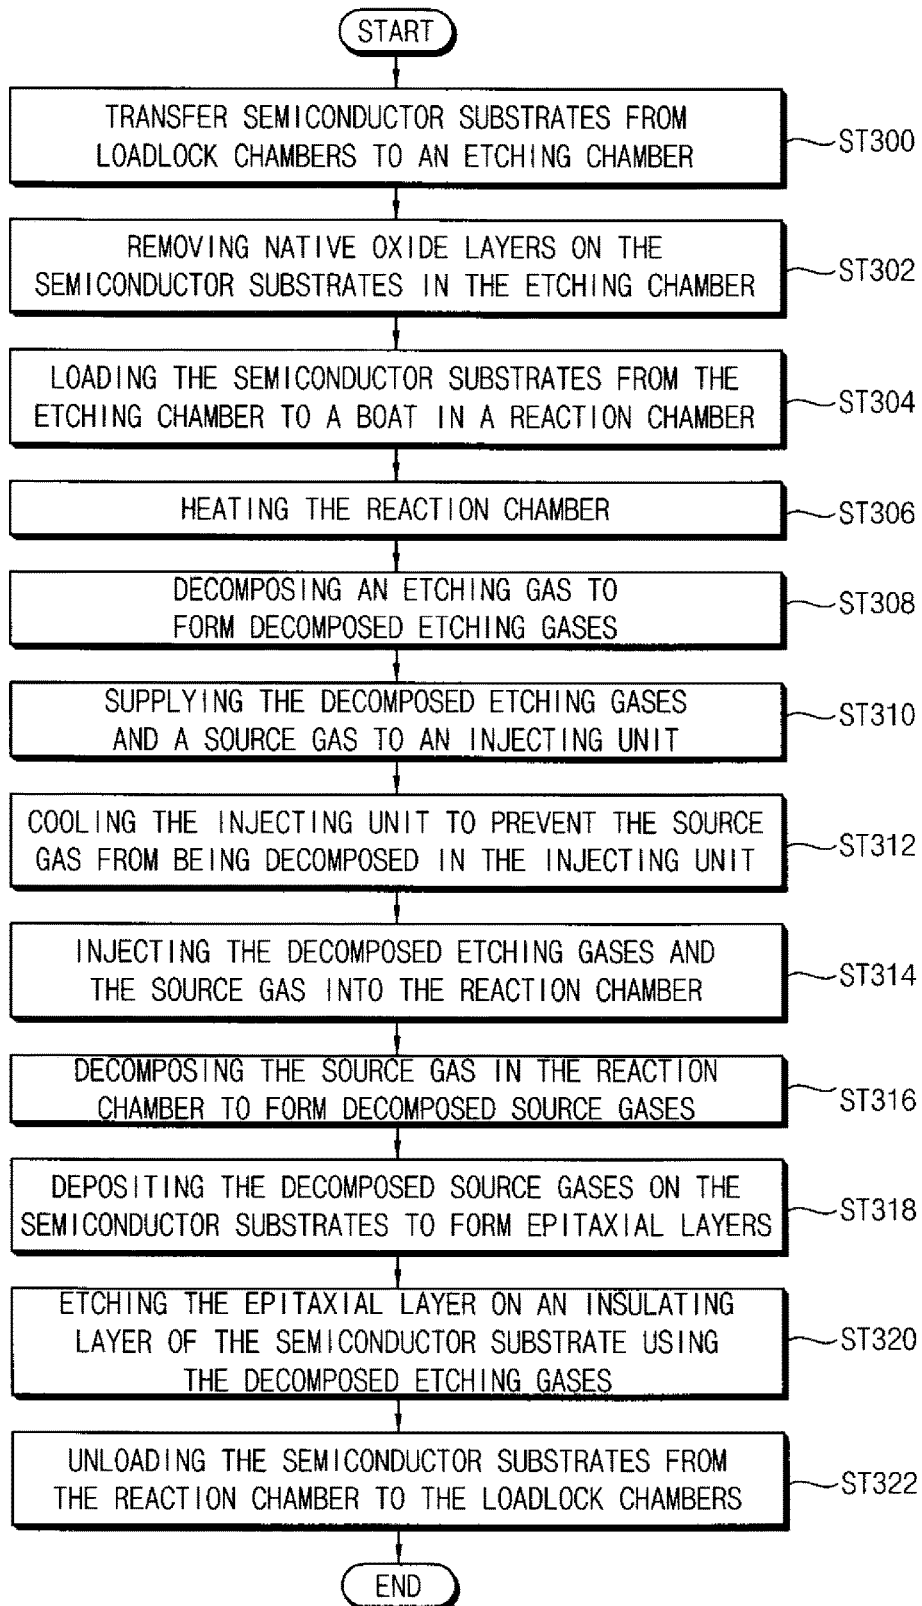 START
TRANSFER SEMICONDUCTOR SUBSTRATES FROM
LOADLOCK CHAMBERS TO AN ETCHING CHAMBER
ST300
REMOVING NATIVE OXIDE LAYERS ON THE
SEMICONDUCTOR SUBSTRATES IN THE ETCHING CHAMBER
ST302
LOADING THE SEMICONDUCTOR SUBSTRATES FROM THE
ETCHING CHAMBER TO A BOAT IN A REACTION CHAMBER
ST304
HEATING THE REACTION CHAMBER
ST306
DECOMPOSING AN ETCHING GAS TO
FORM DECOMPOSED ETCHING GASES
ST308
SUPPLYING THE DECOMPOSED ETCHING GASES
AND A SOURCE GAS TO AN INJECTING UNIT
ST310
COOLING THE INJECTING UNIT TO PREVENT THE SOURCE
GAS FROM BEING DECOMPOSED IN THE INJECTING UNIT
ST312
INJECTING THE DECOMPOSED ETCHING GASES AND
THE SOURCE GAS INTO THE REACTION CHAMBER
ST314
DECOMPOSING THE SOURCE GAS IN THE REACTION
CHAMBER TO FORM DECOMPOSED SOURCE GASES
ST316
DEPOSITING THE DECOMPOSED SOURCE GASES ON THE
SEMICONDUCTOR SUBSTRATES TO FORM EPITAXIAL LAYERS
ST318
ETCHING THE EPITAXIAL LAYER ON AN INSULATING
LAYER OF THE SEMICONDUCTOR SUBSTRATE USING
THE DECOMPOSED ETCHING GASES
ST320
UNLOADING THE SEMICONDUCTOR SUBSTRATES FROM
THE REACTION CHAMBER TO THE LOADLOCK CHAMBERS
ST322
END